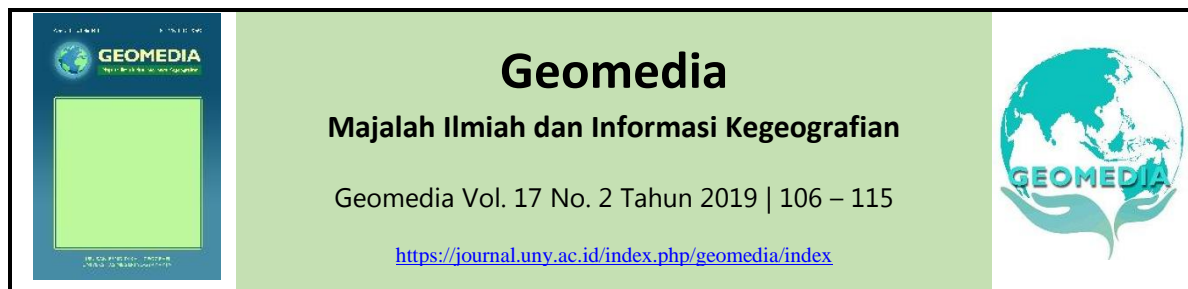 GEOMEDIA
Geomedia
Majalah Ilmiah dan Informasi Kegeografian
Geomedia Vol. 17 No. 2 Tahun 2019 | 106 – 115
https://journal.uny.ac.id/index.php/geomedia/index
GEOMEDIA